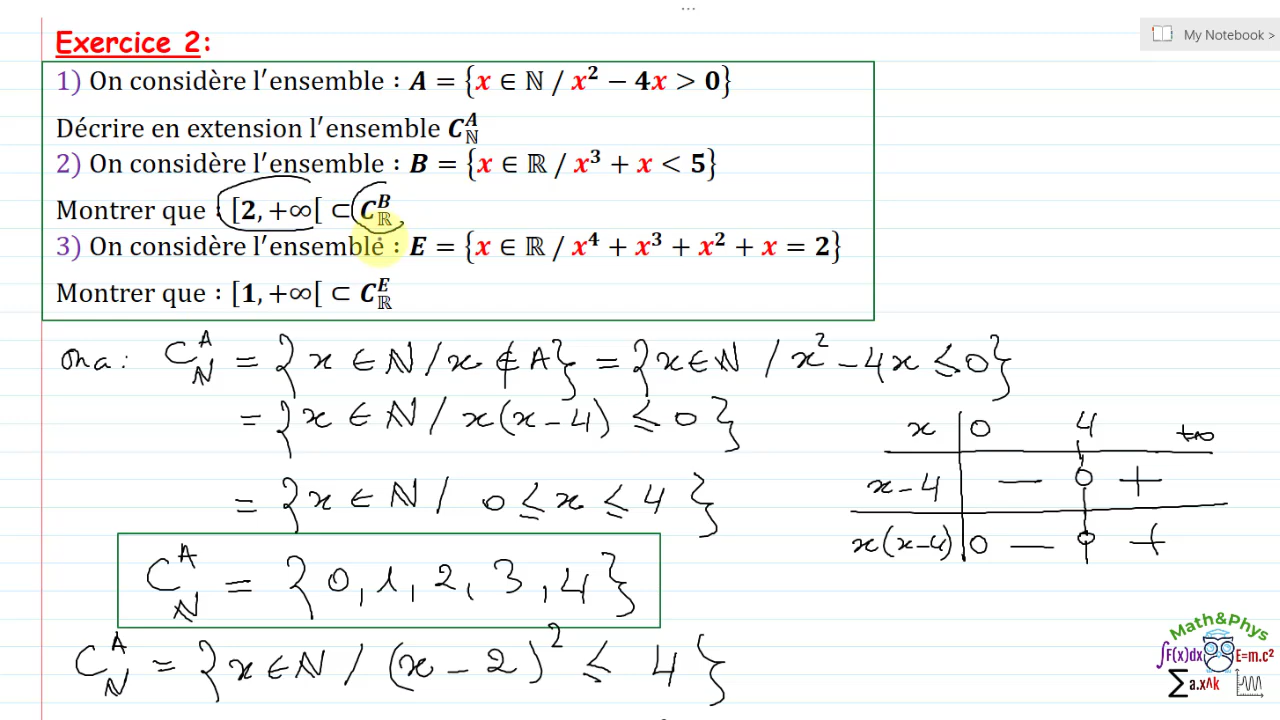 ...
My Notebook >
Exercice 2:
1) On considère l'ensemble : A = {x ∈ ℕ / x² − 4x > 0}
Décrire en extension l'ensemble C_ℕ^A
2) On considère l'ensemble : B = {x ∈ ℝ / x³ + x < 5}
Montrer que : [2, +∞[ ⊂ C_ℝ^B
3) On considère l'ensemble : E = {x ∈ ℝ / x⁴ + x³ + x² + x = 2}
Montrer que : [1, +∞[ ⊂ C_ℝ^E
on a : C_ℕ^A = {x ∈ ℕ / x ∉ A} = {x ∈ ℕ / x² − 4x ≤ 0}
= {x ∈ ℕ / x(x − 4) ≤ 0}
= {x ∈ ℕ / 0 ≤ x ≤ 4}
C_ℕ^A = {0, 1, 2, 3, 4}
C_ℕ^A = {x ∈ ℕ / (x − 2)² ≤ 4}
x 0 4 +∞
x − 4 − 0 +
x(x − 4) 0 − 0 +
Math&Phys
∫F(x)dx E=m.c²
∑ a.x∧k